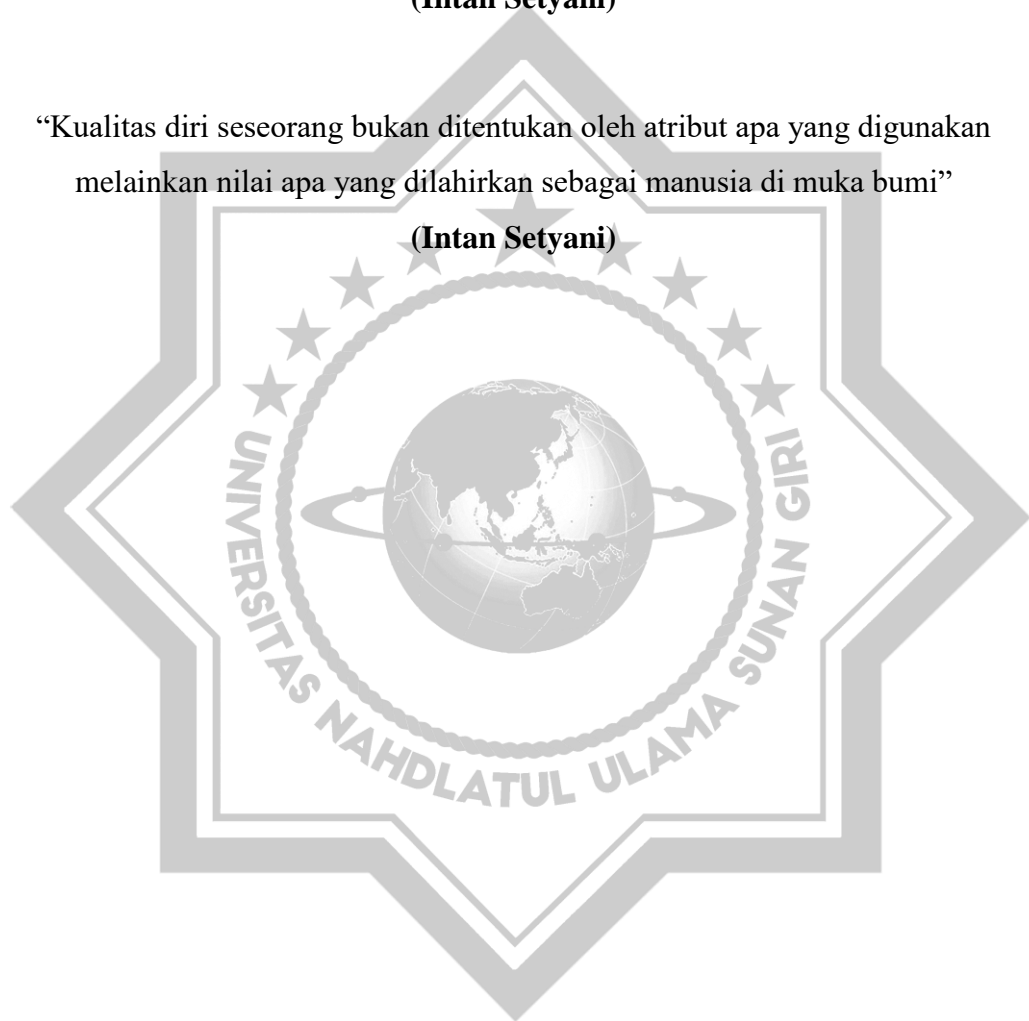 (Intan Setyani)
“Kualitas diri seseorang bukan ditentukan oleh atribut apa yang digunakan
melainkan nilai apa yang dilahirkan sebagai manusia di muka bumi”
(Intan Setyani)
UNIVERSITAS NAHDLATUL ULAMA SUNAN GIRI